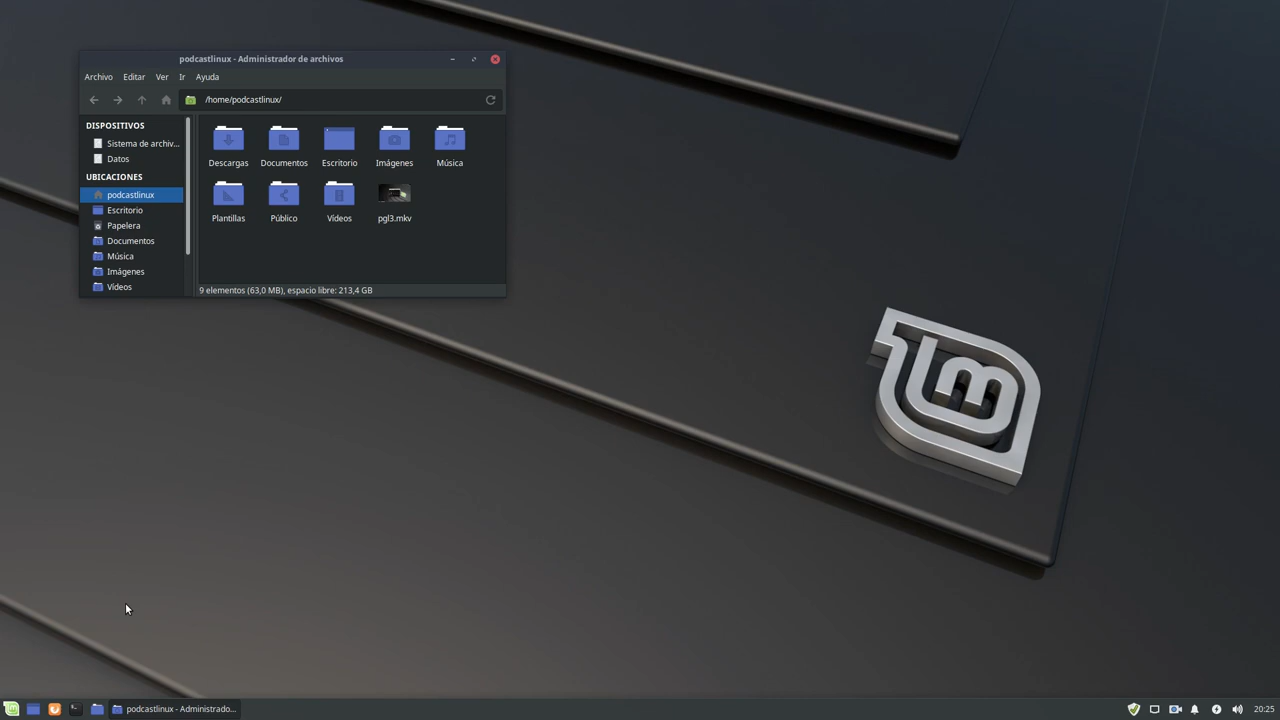 podcastlinux - Administrador de archivos
Archivo Editar Ver Ir Ayuda
/home/podcastlinux/
DISPOSITIVOS
Sistema de archiv...
Datos
UBICACIONES
podcastlinux
Escritorio
Papelera
Documentos
Música
Imágenes
Vídeos
Descargas Documentos Escritorio Imágenes Música
Plantillas Público Vídeos pgl3.mkv
9 elementos (63,0 MB), espacio libre: 213,4 GB
podcastlinux - Administrado...
20:25